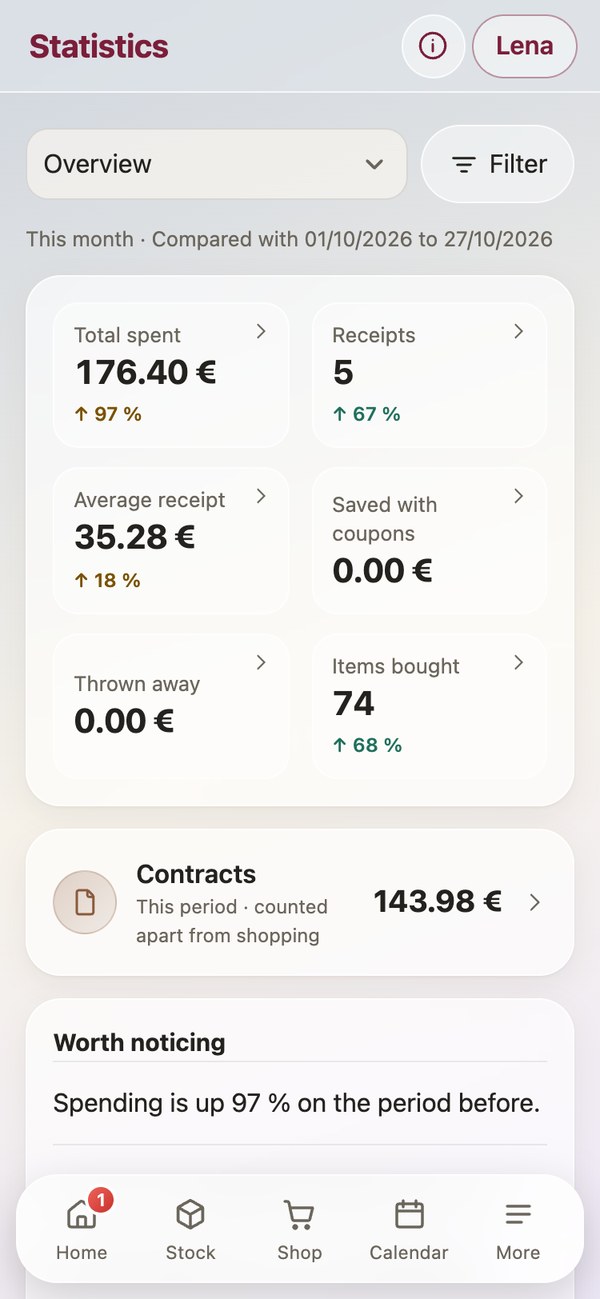 Statistics
Lena
Overview
Filter
This month · Compared with 01/10/2026 to 27/10/2026
Total spent
176.40 €
↑ 97 %
Receipts
5
↑ 67 %
Average receipt
35.28 €
↑ 18 %
Saved with
coupons
0.00 €
Thrown away
0.00 €
Items bought
74
↑ 68 %
Contracts
This period · counted
apart from shopping
143.98 €
Worth noticing
Spending is up 97 % on the period before.
1
Home
Stock
Shop
Calendar
More